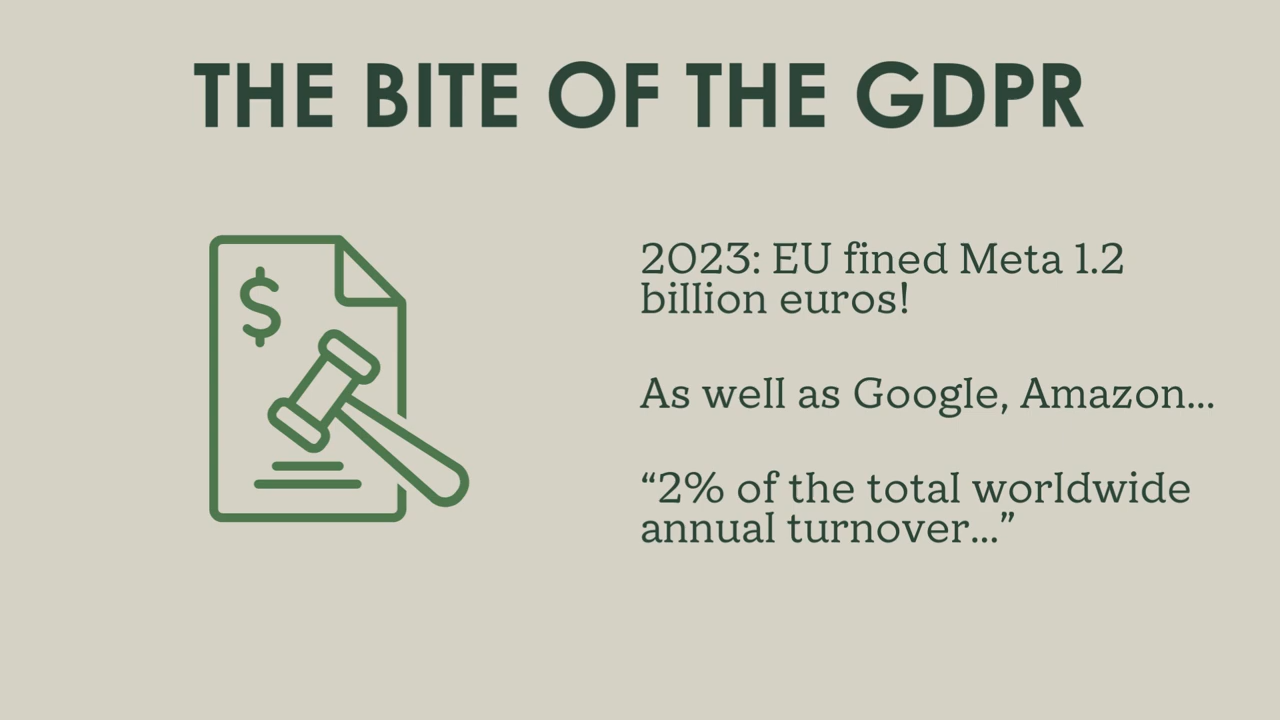 THE BITE OF THE GDPR
$
2023: EU fined Meta 1.2
billion euros!
As well as Google, Amazon...
“2% of the total worldwide
annual turnover...”